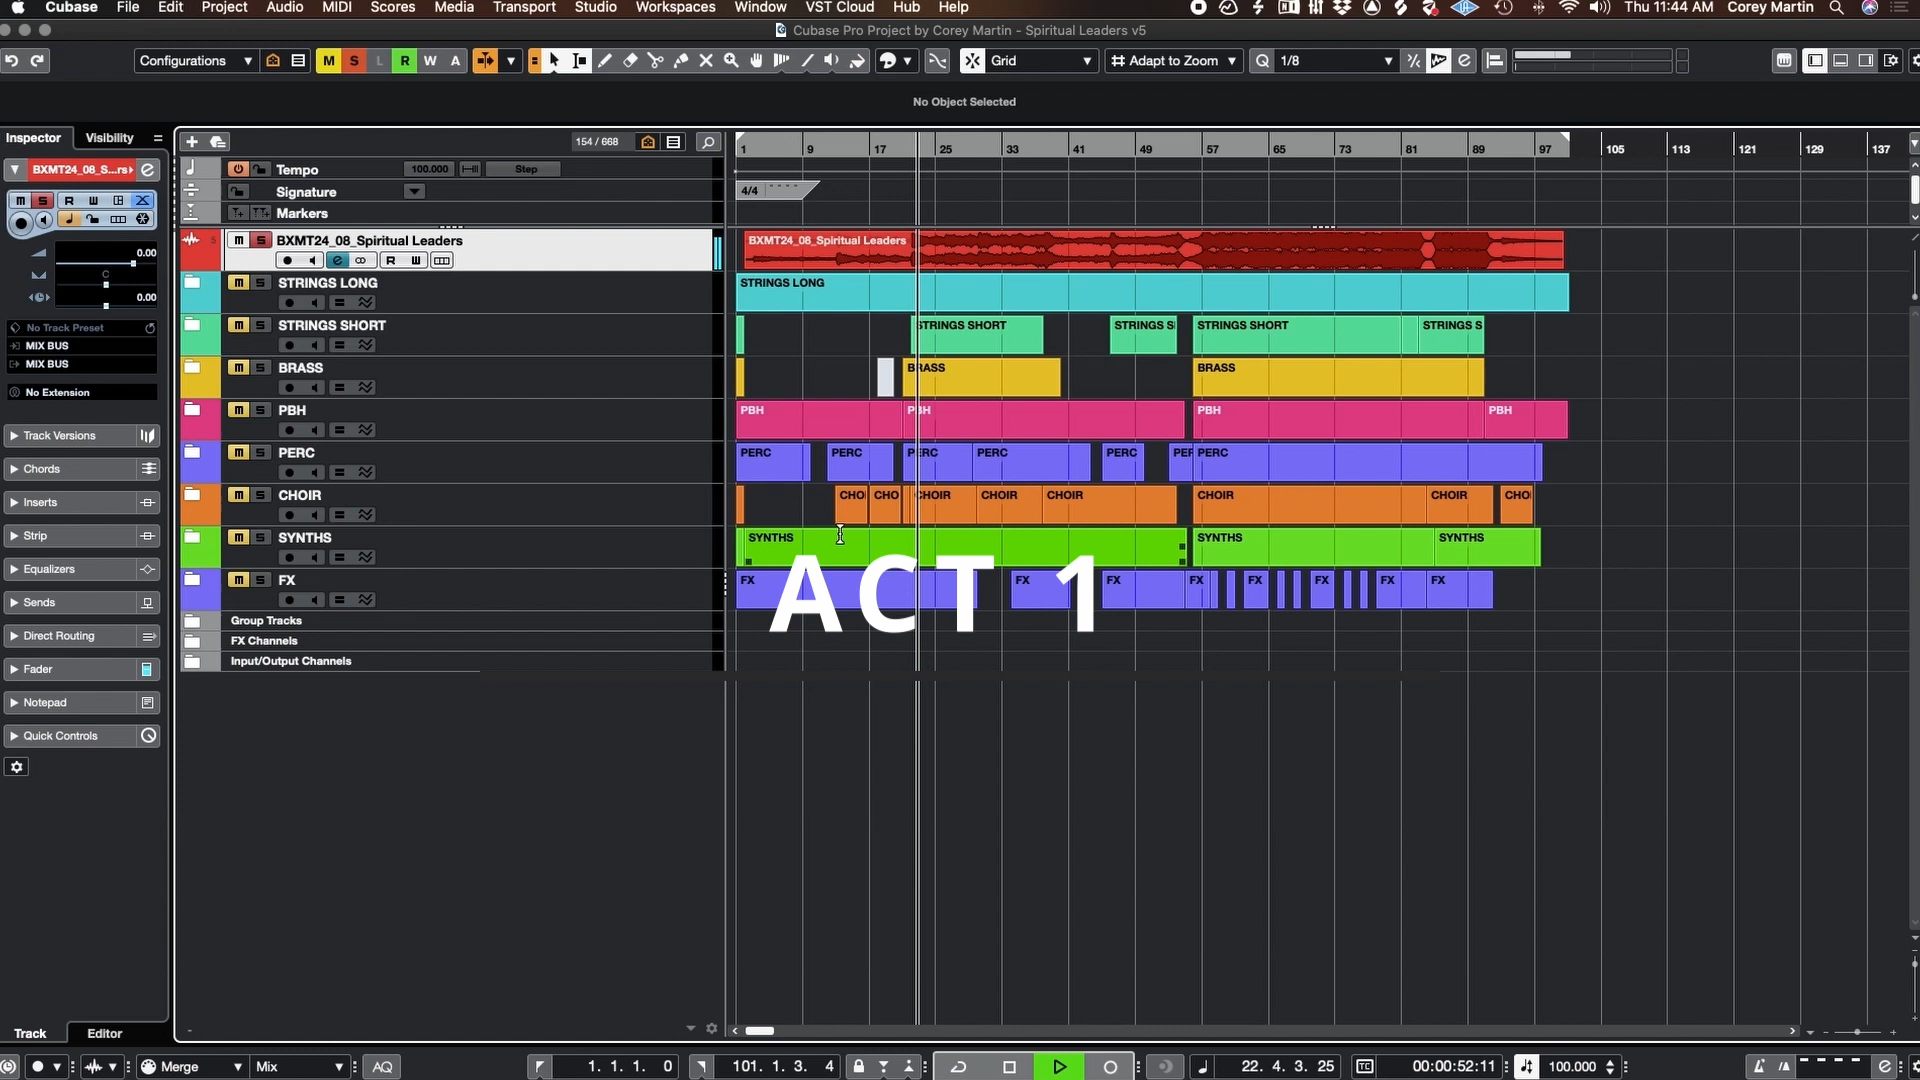 Cubase File Edit Project Audio MIDI Scores Media Transport Studio Workspaces Window VST Cloud Hub Help Thu 11:44 AM Corey Martin
Cubase Pro Project by Corey Martin - Spiritual Leaders v5
Configurations M S L R W A Grid Adapt to Zoom 1/8
No Object Selected
Inspector Visibility 154 / 668
1 9 17 25 33 41 49 57 65 73 81 89 97 105 113 121 129 137
BXMT24_08_S...rs
Tempo 100.000 Step
Signature 4/4
Markers
BXMT24_08_Spiritual Leaders BXMT24_08_Spiritual Leaders
0.00
C
0.00
No Track Preset
MIX BUS
MIX BUS
No Extension
Track Versions
Chords
Inserts
Strip
Equalizers
Sends
Direct Routing
Fader
Notepad
Quick Controls
STRINGS LONG STRINGS LONG
STRINGS SHORT STRINGS SHORT STRINGS S STRINGS SHORT STRINGS S
BRASS BRASS BRASS
PBH PBH PBH PBH PBH
PERC PERC PERC PERC PERC PERC PER PERC
CHOIR CHOI CHO CHOIR CHOIR CHOIR CHOIR CHOIR CHOI
SYNTHS SYNTHS SYNTHS SYNTHS
FX FX FX FX FX FX FX FX FX
ACT 1
Group Tracks
FX Channels
Input/Output Channels
Track Editor
Merge Mix AQ 1. 1. 1. 0 101. 1. 3. 4 22. 4. 3. 25 TC 00:00:52:11 100.000